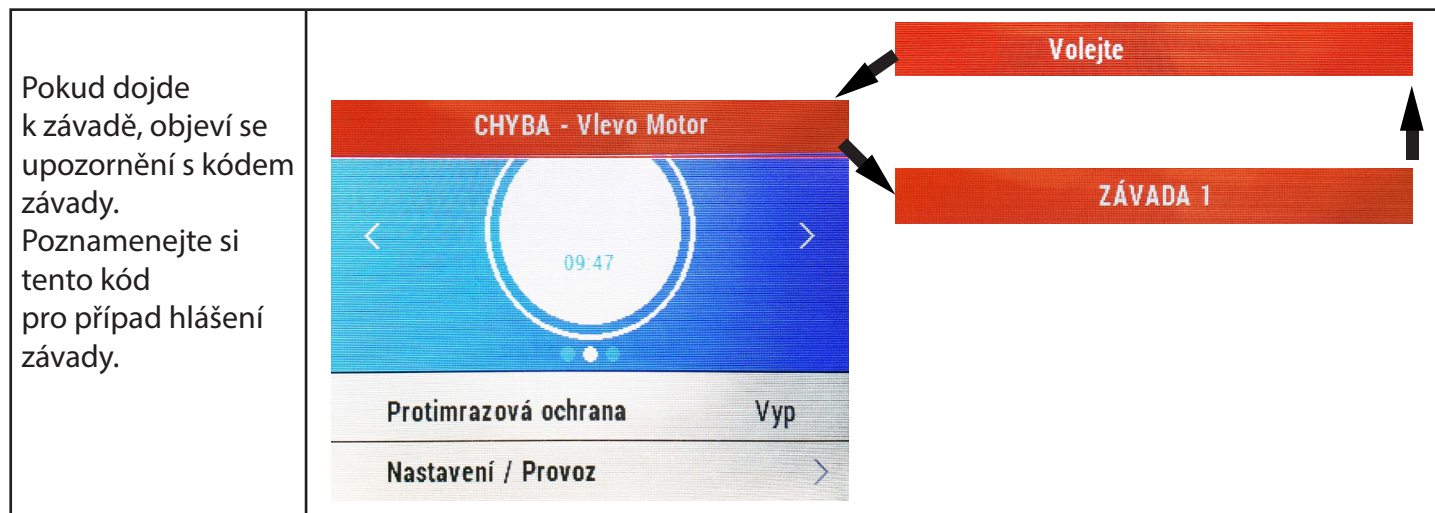 Pokud dojde
k závadě, objeví se
upozornění s kódem
závady.
Poznamenejte si
tento kód
pro případ hlášení
závady.
Volejte
CHYBA - Vlevo Motor
ZÁVADA 1
09:47
Protimrazová ochrana Vyp
Nastavení / Provoz